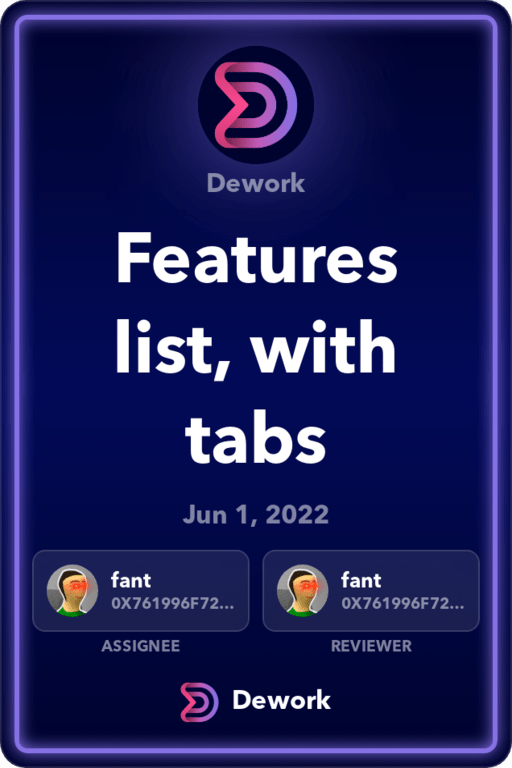 Dework
Features
list, with
tabs
Jun 1, 2022
fant
0X761996F72...
ASSIGNEE
fant
0X761996F72...
REVIEWER
Dework